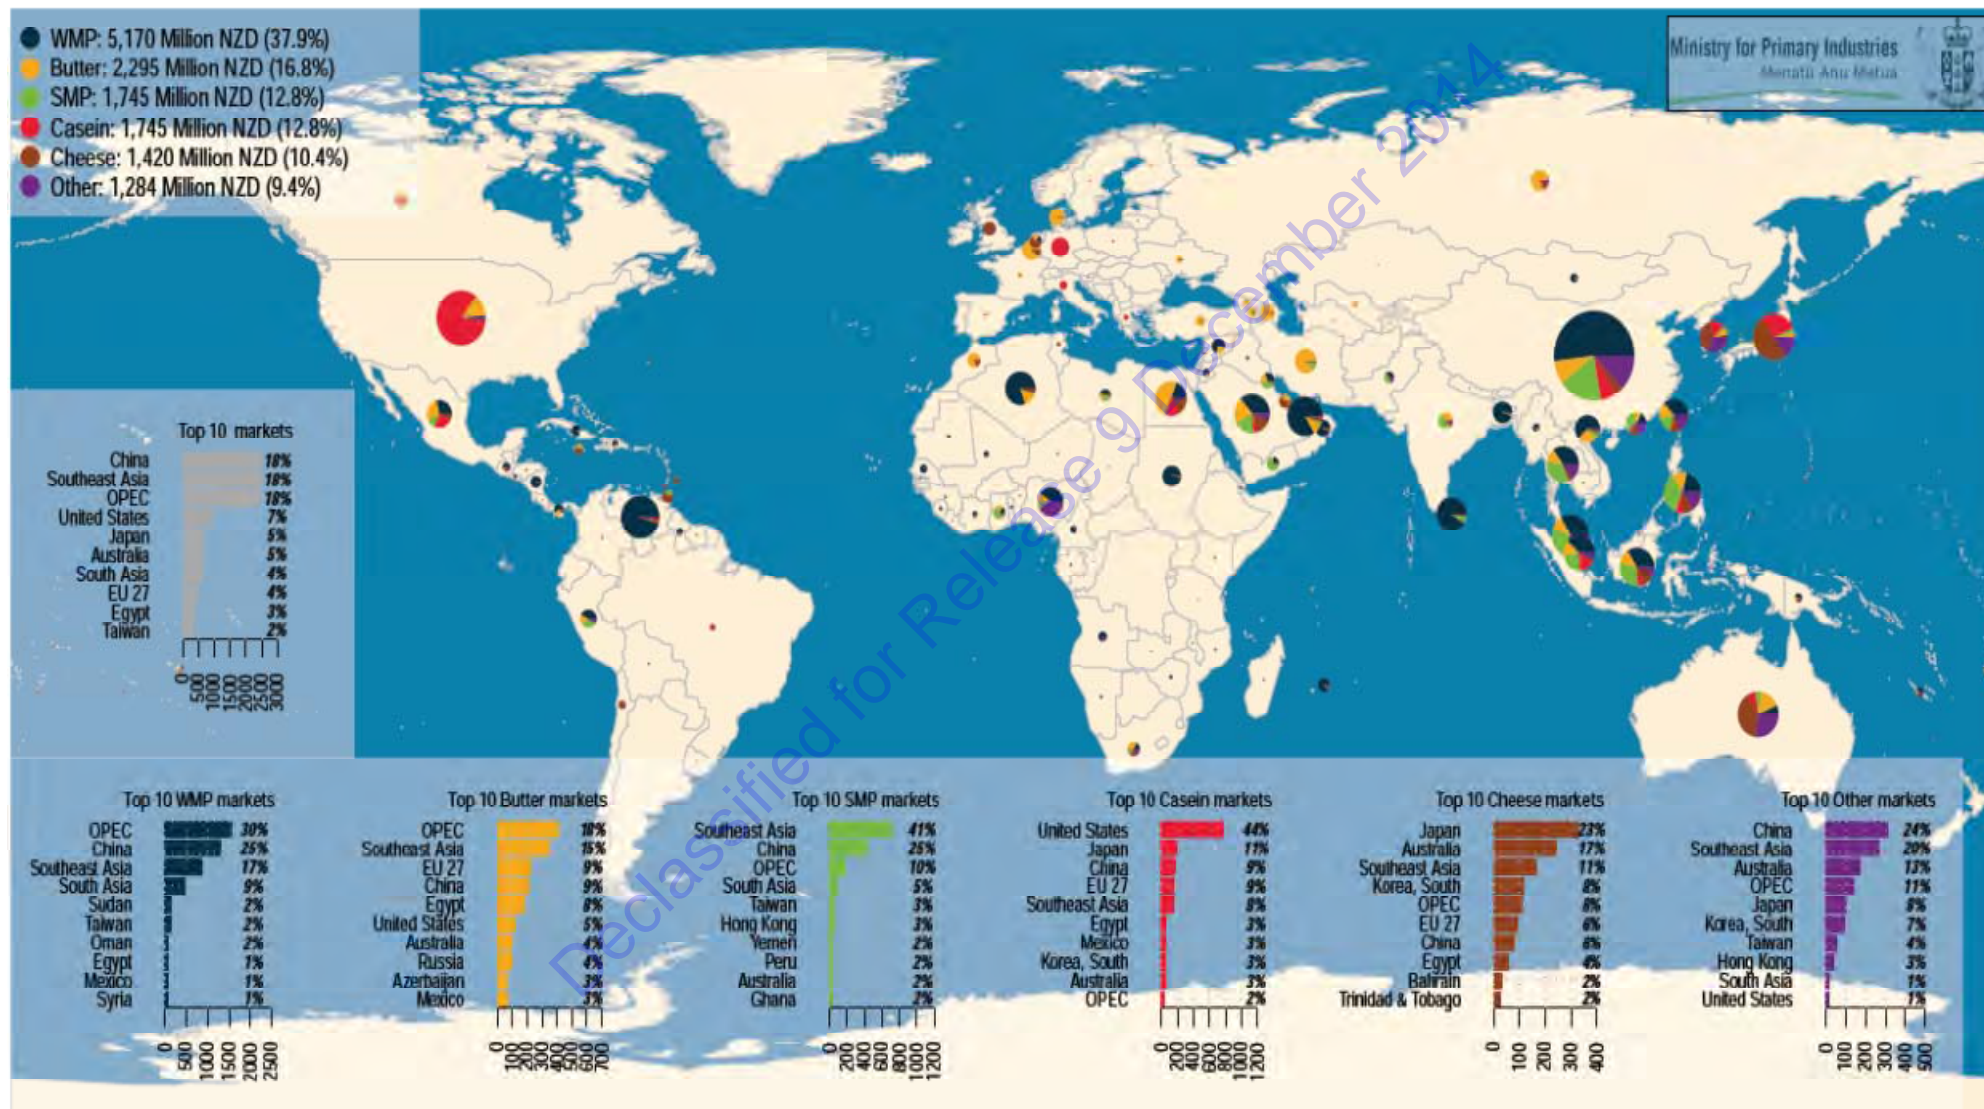 WMP: 5,170 Million NZD (37.9%)
Butter: 2,295 Million NZD (16.8%)
SMP: 1,745 Million NZD (12.8%)
Casein: 1,745 Million NZD (12.8%)
Cheese: 1,420 Million NZD (10.4%)
Other: 1,284 Million NZD (9.4%)
Ministry for Primary Industries
Manatū Ahu Matua
Declassified for Release 9 December 2014
Top 10 markets
China 18%
Southeast Asia 18%
OPEC 18%
United States 7%
Japan 5%
Australia 5%
South Asia 4%
EU 27 4%
Egypt 3%
Taiwan 2%
0 500 1000 1500 2000 2500 3000
Top 10 WMP markets
OPEC 30%
China 25%
Southeast Asia 17%
South Asia 9%
Sudan 2%
Taiwan 2%
Oman 2%
Egypt 1%
Mexico 1%
Syria 1%
0 500 1000 1500 2000 2500
Top 10 Butter markets
OPEC 18%
Southeast Asia 15%
EU 27 9%
China 9%
Egypt 8%
United States 5%
Australia 4%
Russia 4%
Azerbaijan 3%
Mexico 3%
0 100 200 300 400 500 600 700
Top 10 SMP markets
Southeast Asia 41%
China 25%
OPEC 10%
South Asia 5%
Taiwan 3%
Hong Kong 3%
Yemen 2%
Peru 2%
Australia 2%
Ghana 2%
0 200 400 600 800 1000 1200
Top 10 Casein markets
United States 44%
Japan 11%
China 9%
EU 27 9%
Southeast Asia 8%
Egypt 3%
Mexico 3%
Korea, South 3%
Australia 3%
OPEC 2%
0 200 400 600 800 1000 1200
Top 10 Cheese markets
Japan 23%
Australia 17%
Southeast Asia 11%
Korea, South 8%
OPEC 8%
EU 27 6%
China 6%
Egypt 4%
Bahrain 2%
Trinidad & Tobago 2%
0 100 200 300 400
Top 10 Other markets
China 24%
Southeast Asia 20%
Australia 13%
OPEC 11%
Japan 8%
Korea, South 7%
Taiwan 4%
Hong Kong 3%
South Asia 1%
United States 1%
0 100 200 300 400 500